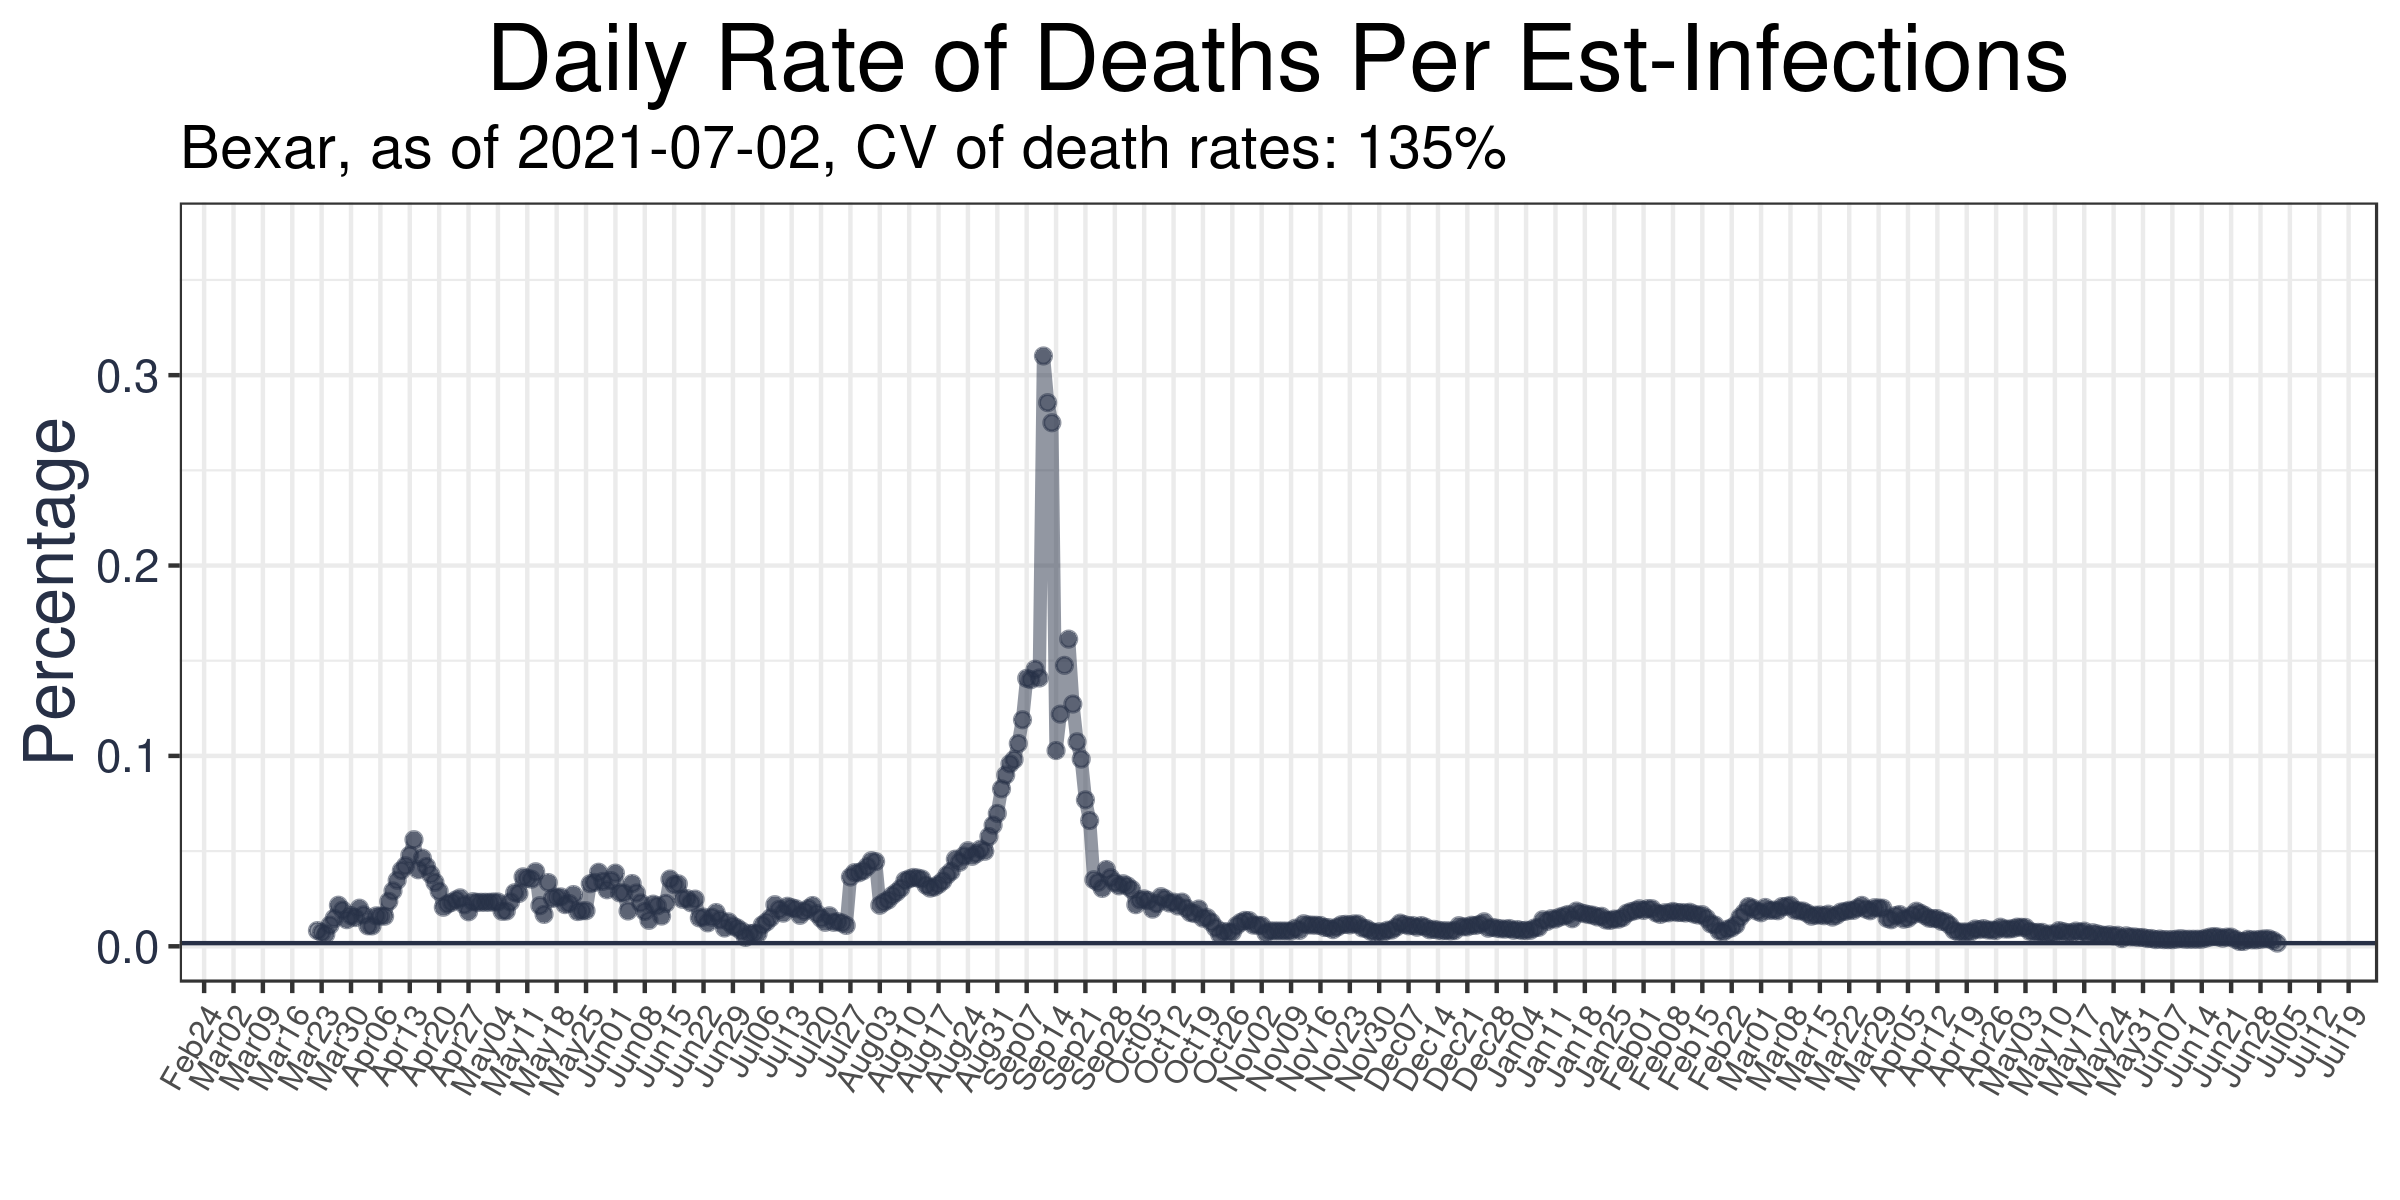 Daily Rate of Deaths Per Est-Infections
Bexar, as of 2021-07-02, CV of death rates: 135%
Percentage
0.3
0.2
0.1
0.0
Feb24
Mar02
Mar09
Mar16
Mar23
Mar30
Apr06
Apr13
Apr20
Apr27
May04
May11
May18
May25
Jun01
Jun08
Jun15
Jun22
Jun29
Jul06
Jul13
Jul20
Jul27
Aug03
Aug10
Aug17
Aug24
Aug31
Sep07
Sep14
Sep21
Sep28
Oct05
Oct12
Oct19
Oct26
Nov02
Nov09
Nov16
Nov23
Nov30
Dec07
Dec14
Dec21
Dec28
Jan04
Jan11
Jan18
Jan25
Feb01
Feb08
Feb15
Feb22
Mar01
Mar08
Mar15
Mar22
Mar29
Apr05
Apr12
Apr19
Apr26
May03
May10
May17
May24
May31
Jun07
Jun14
Jun21
Jun28
Jul05
Jul12
Jul19